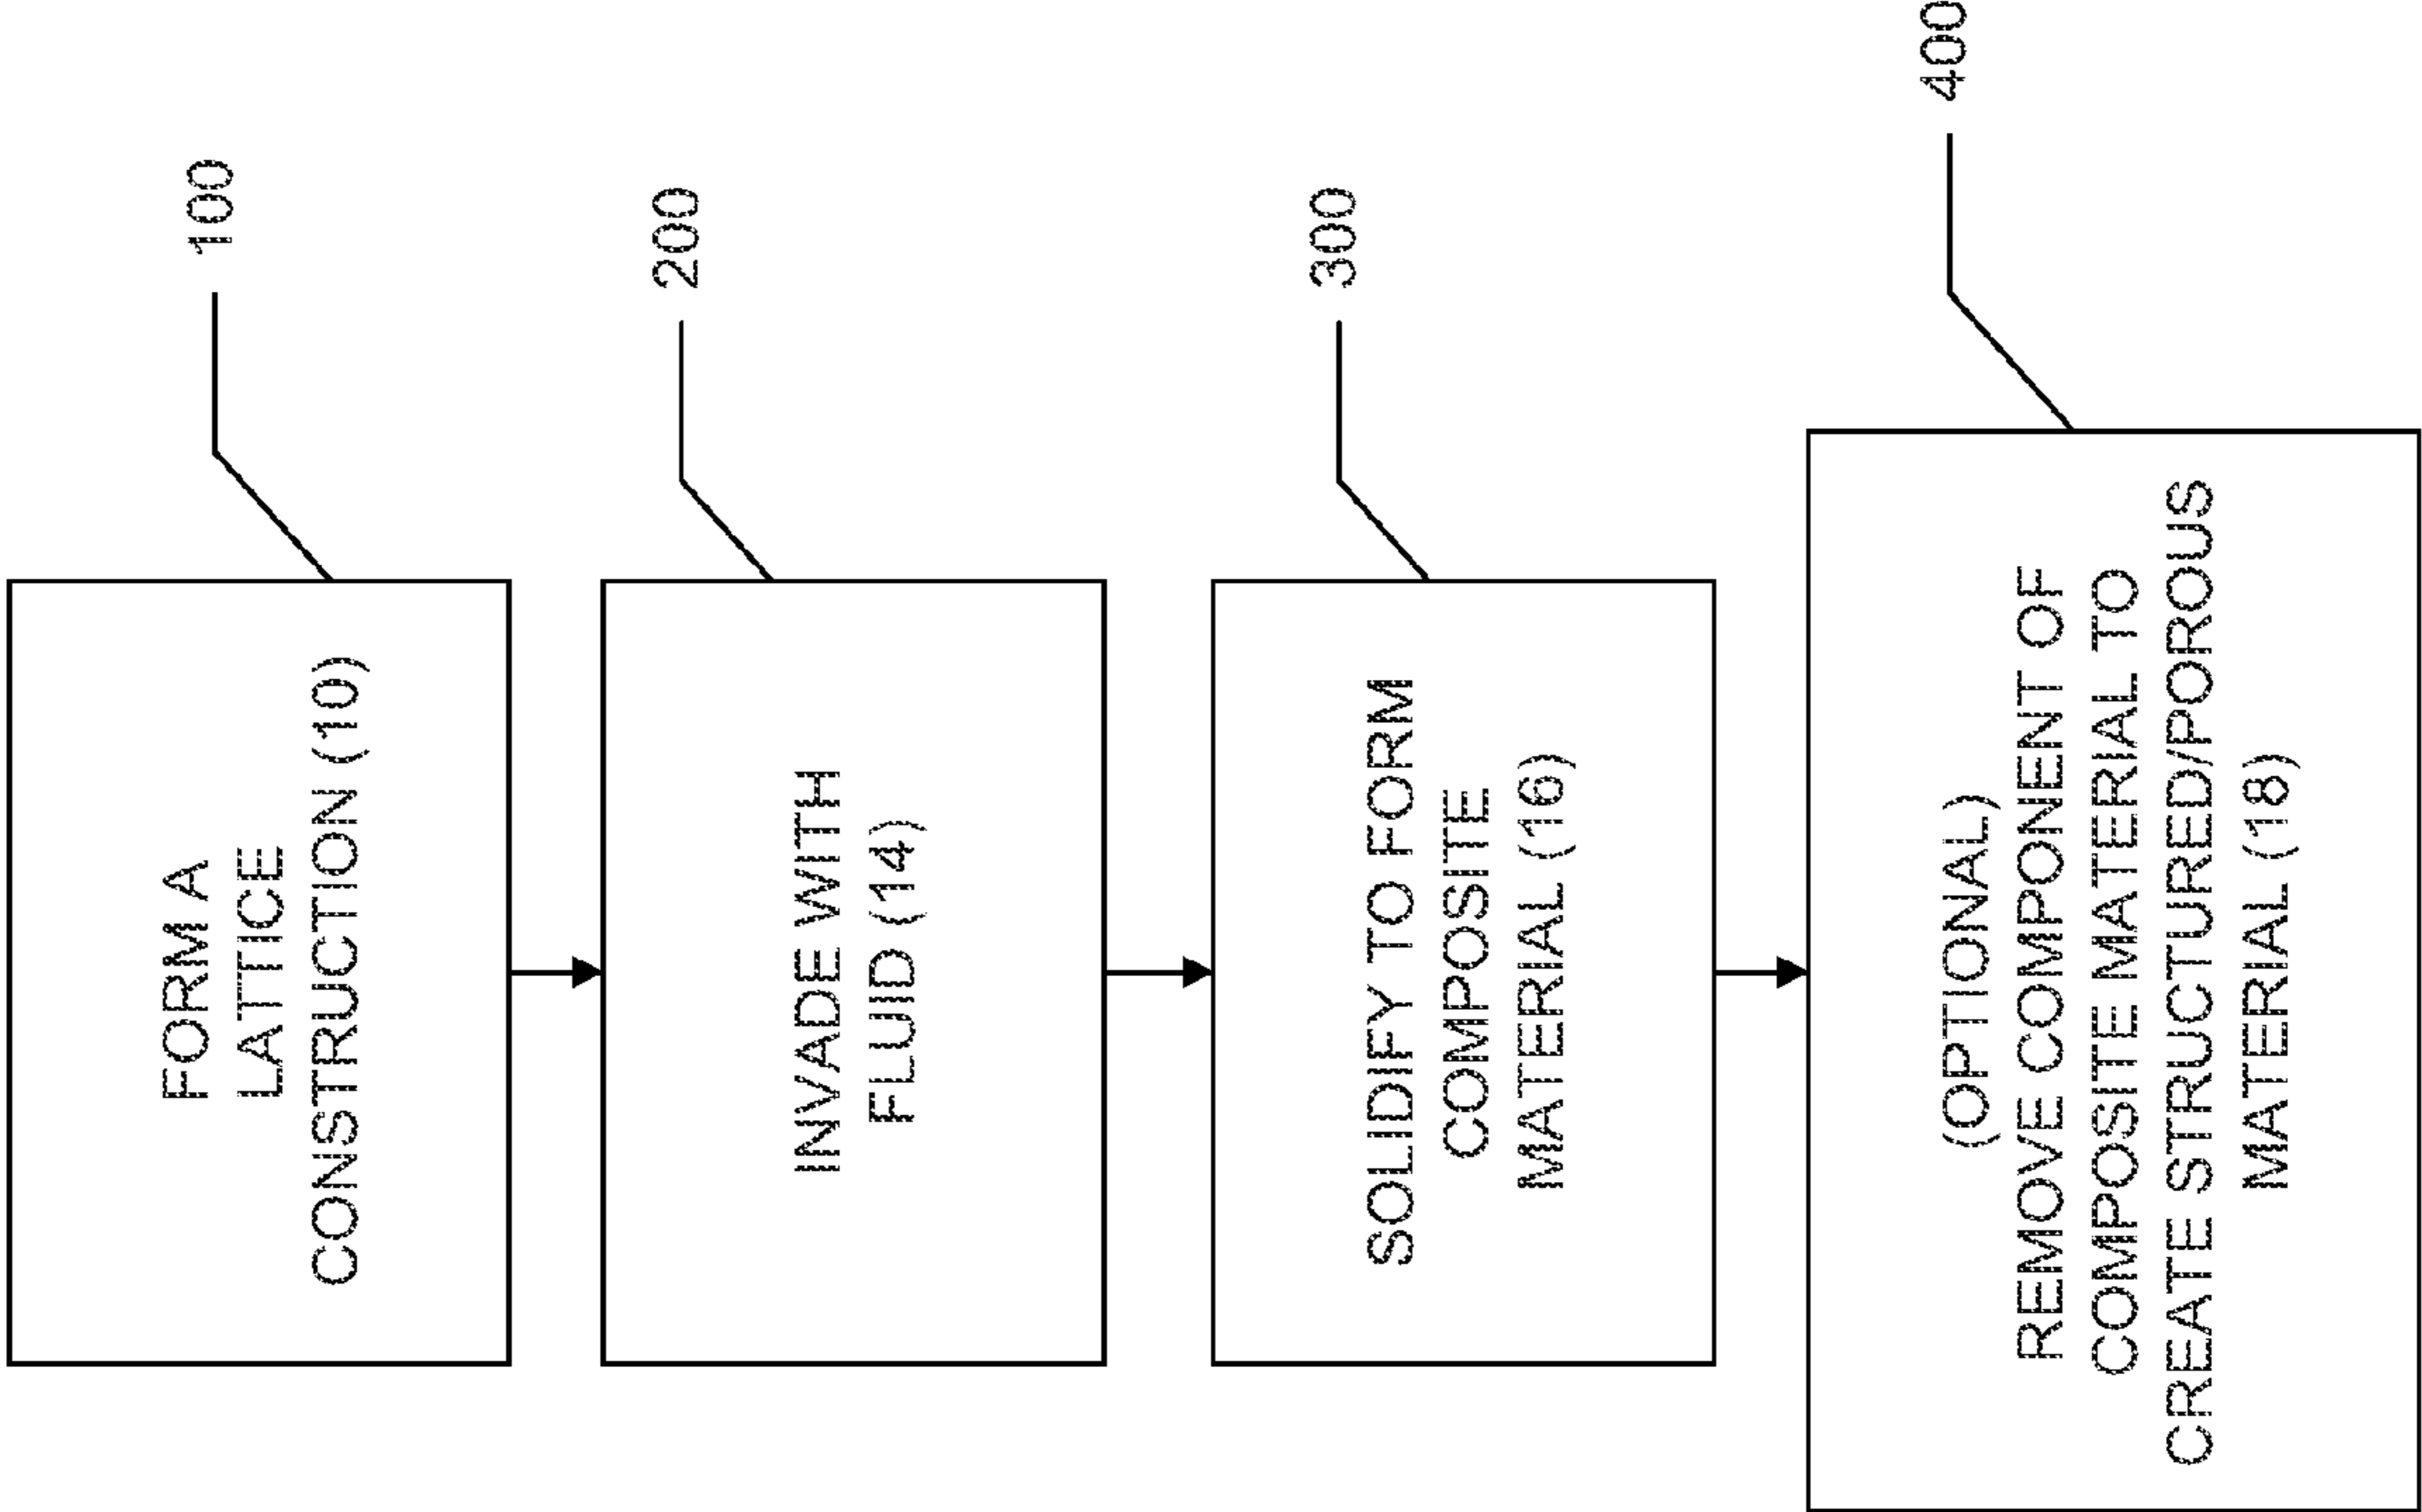 FORM A
LATTICE
CONSTRUCTION (10)
100
INVADE WITH
FLUID (14)
200
SOLIDIFY TO FORM
COMPOSITE
MATERIAL (16)
300
(OPTIONAL)
REMOVE COMPONENT OF
COMPOSITE MATERIAL TO
CREATE STRUCTURED/POROUS
MATERIAL (18)
400